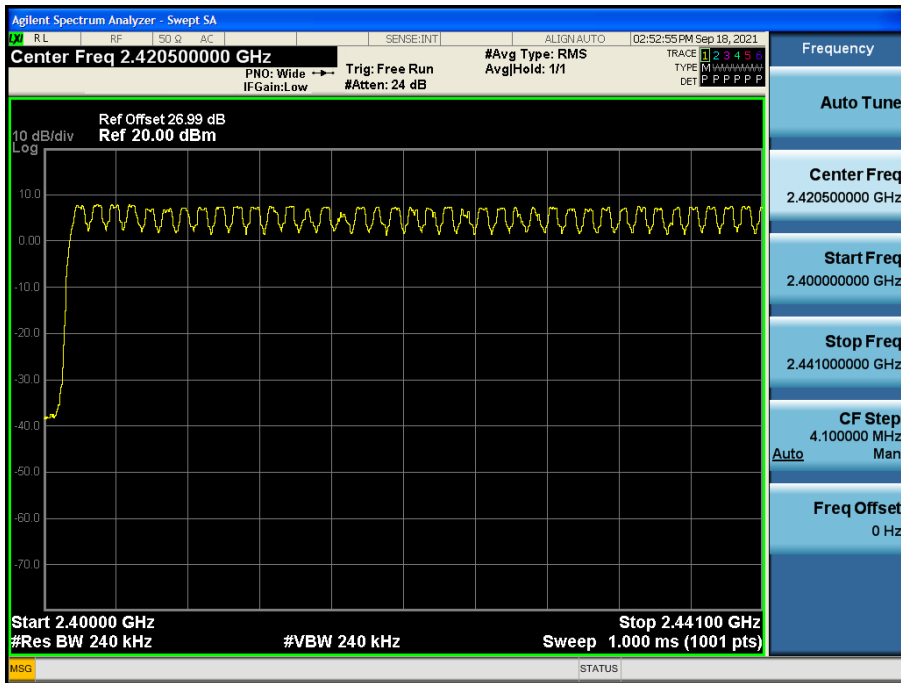 Agilent Spectrum Analyzer - Swept SA
LXI RL RF 50 Ω AC SENSE:INT ALIGNAUTO 02:52:55 PM Sep 18, 2021
Center Freq 2.420500000 GHz
#Avg Type: RMS
TRACE 1 2 3 4 5 6
PNO: Wide
Trig: Free Run
Avg|Hold: 1/1
TYPE M WWWWW
IFGain:Low
#Atten: 24 dB
DET P P P P P P
Ref Offset 26.99 dB
10 dB/div Ref 20.00 dBm
Log
10.0
0.00
-10.0
-20.0
-30.0
-40.0
-50.0
-60.0
-70.0
Start 2.40000 GHz
Stop 2.44100 GHz
#Res BW 240 kHz
#VBW 240 kHz
Sweep 1.000 ms (1001 pts)
MSG
STATUS
Frequency
Auto Tune
Center Freq
2.420500000 GHz
Start Freq
2.400000000 GHz
Stop Freq
2.441000000 GHz
CF Step
4.100000 MHz
Auto Man
Freq Offset
0 Hz